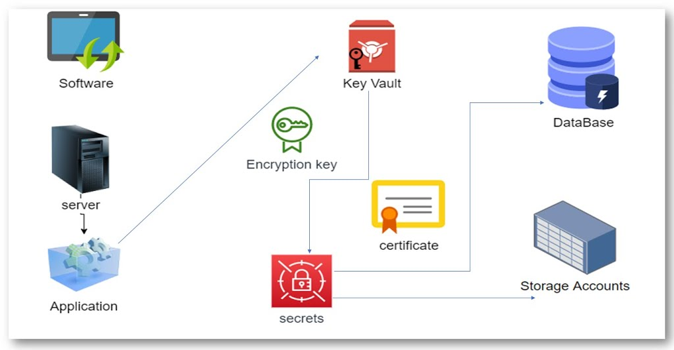 Software
Key Vault
DataBase
Encryption key
server
certificate
Application
secrets
Storage Accounts